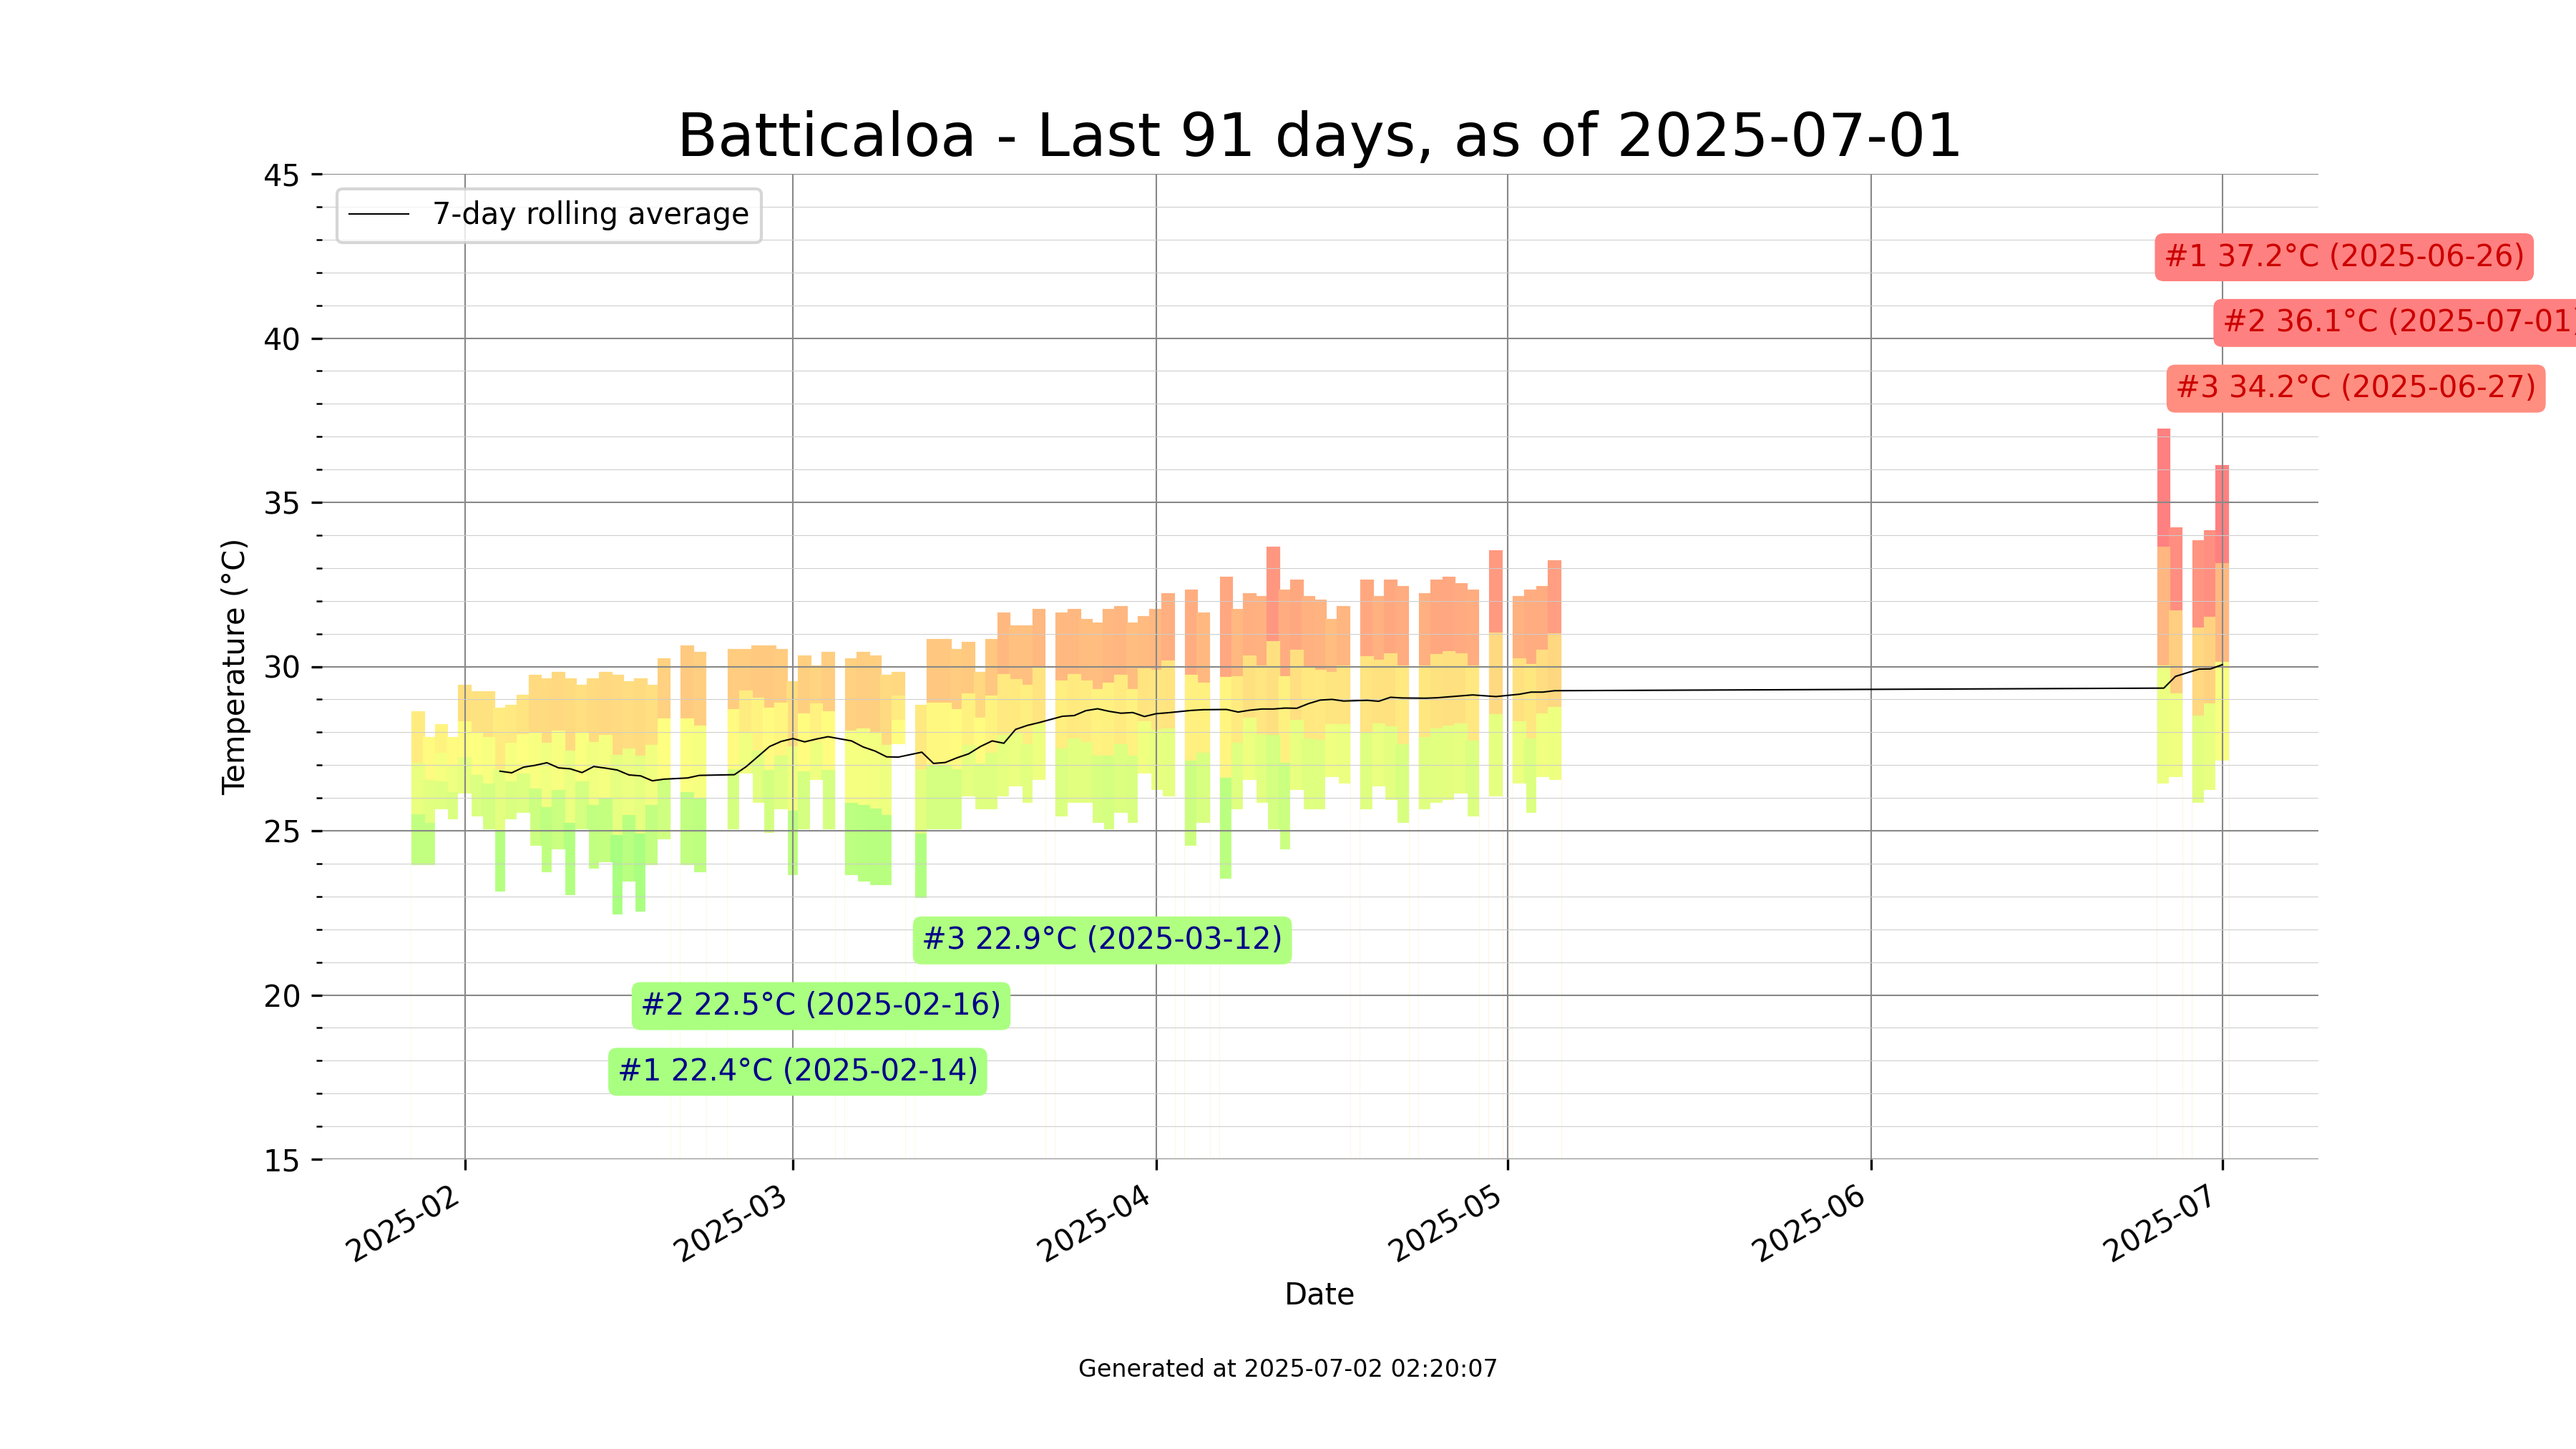 Batticaloa - Last 91 days, as of 2025-07-01
45
40
35
30
25
20
15
Temperature (°C)
7-day rolling average
#1 37.2°C (2025-06-26)
#2 36.1°C (2025-07-01)
#3 34.2°C (2025-06-27)
#3 22.9°C (2025-03-12)
#2 22.5°C (2025-02-16)
#1 22.4°C (2025-02-14)
2025-02
2025-03
2025-04
2025-05
2025-06
2025-07
Date
Generated at 2025-07-02 02:20:07